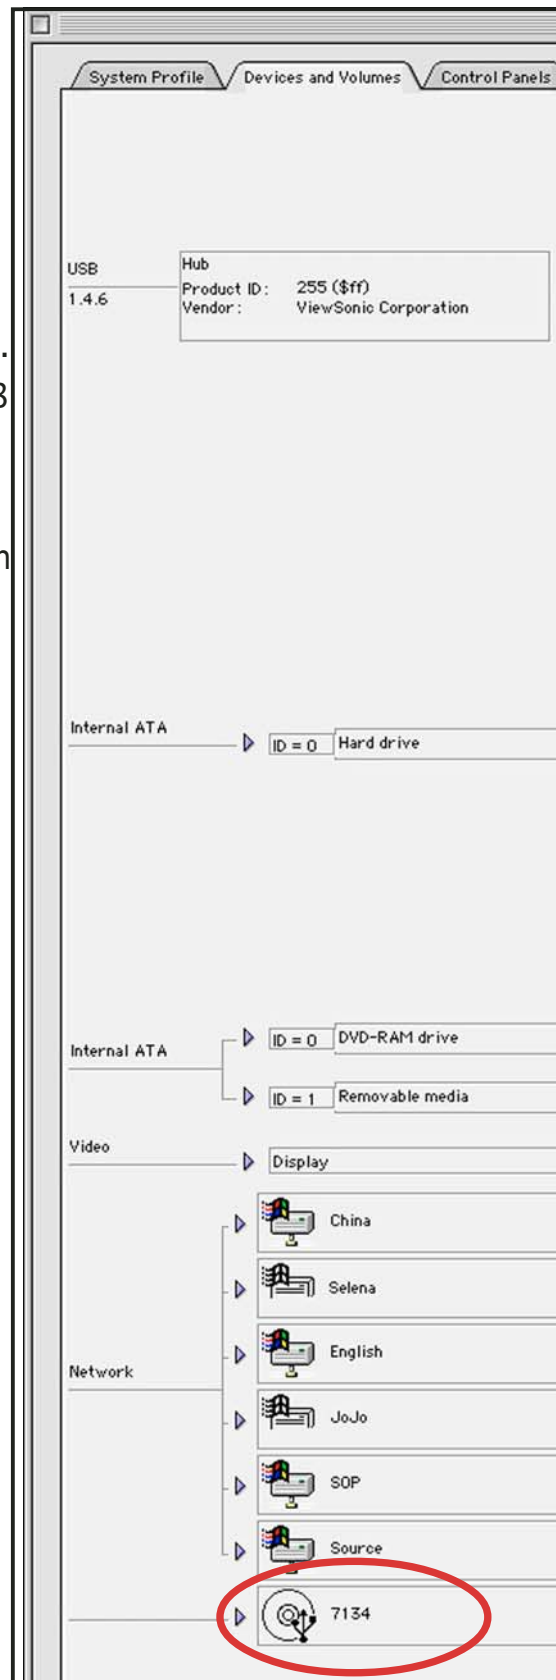 System Profile Devices and Volumes Control Panels
USB
1.4.6
Hub
Product ID: 255 ($ff)
Vendor: ViewSonic Corporation
Internal ATA
ID = 0 Hard drive
Internal ATA
ID = 0 DVD-RAM drive
ID = 1 Removable media
Video
Display
Network
China
Selena
English
JoJo
SOP
Source
7134